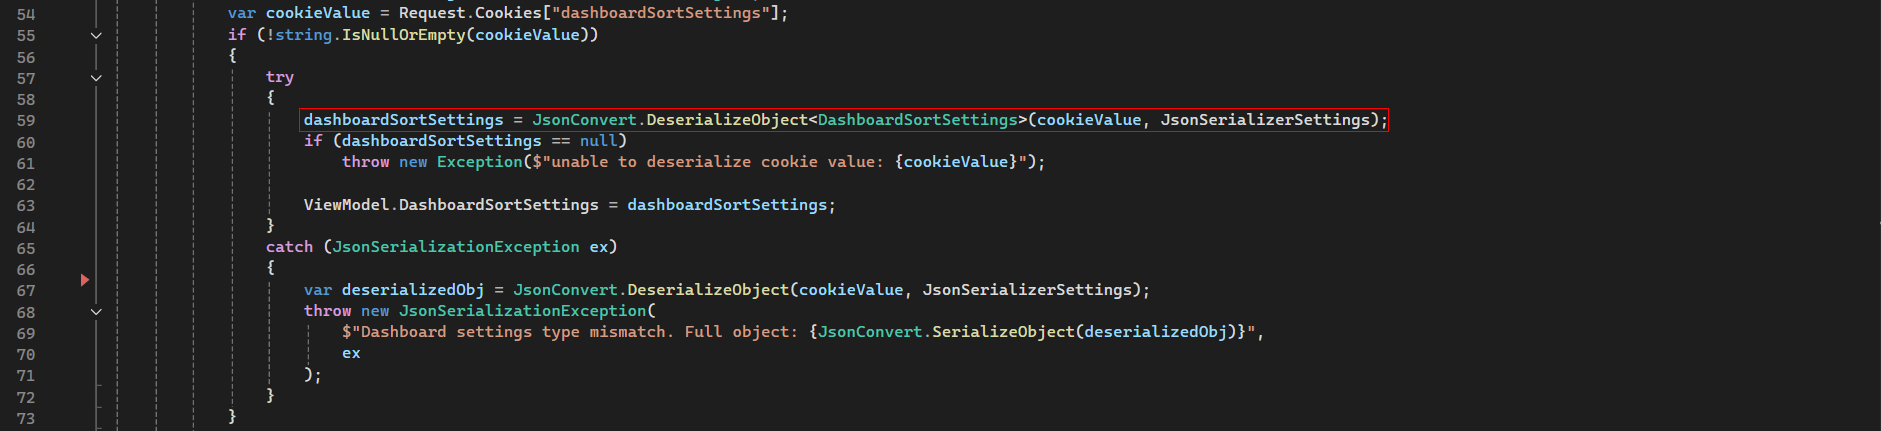 54 var cookieValue = Request.Cookies["dashboardSortSettings"];
55 if (!string.IsNullOrEmpty(cookieValue))
56 {
57 try
58 {
59 dashboardSortSettings = JsonConvert.DeserializeObject<DashboardSortSettings>(cookieValue, JsonSerializerSettings);
60 if (dashboardSortSettings == null)
61 throw new Exception($"unable to deserialize cookie value: {cookieValue}");
62
63 ViewModel.DashboardSortSettings = dashboardSortSettings;
64 }
65 catch (JsonSerializationException ex)
66 {
67 var deserializedObj = JsonConvert.DeserializeObject(cookieValue, JsonSerializerSettings);
68 throw new JsonSerializationException(
69 $"Dashboard settings type mismatch. Full object: {JsonConvert.SerializeObject(deserializedObj)}",
70 ex
71 );
72 }
73 }